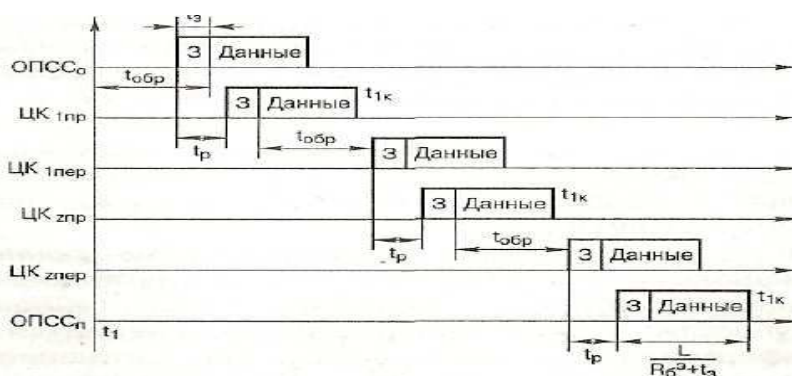 tз
ОПССо З Данные
tобр
ЦК 1пр З Данные t1к
tр tобр
ЦК 1пер З Данные
ЦК zпр З Данные t1к
tр tобр
ЦК zпер З Данные
ОПССп З Данные t1к
t1 tр L
Rбэ+tз